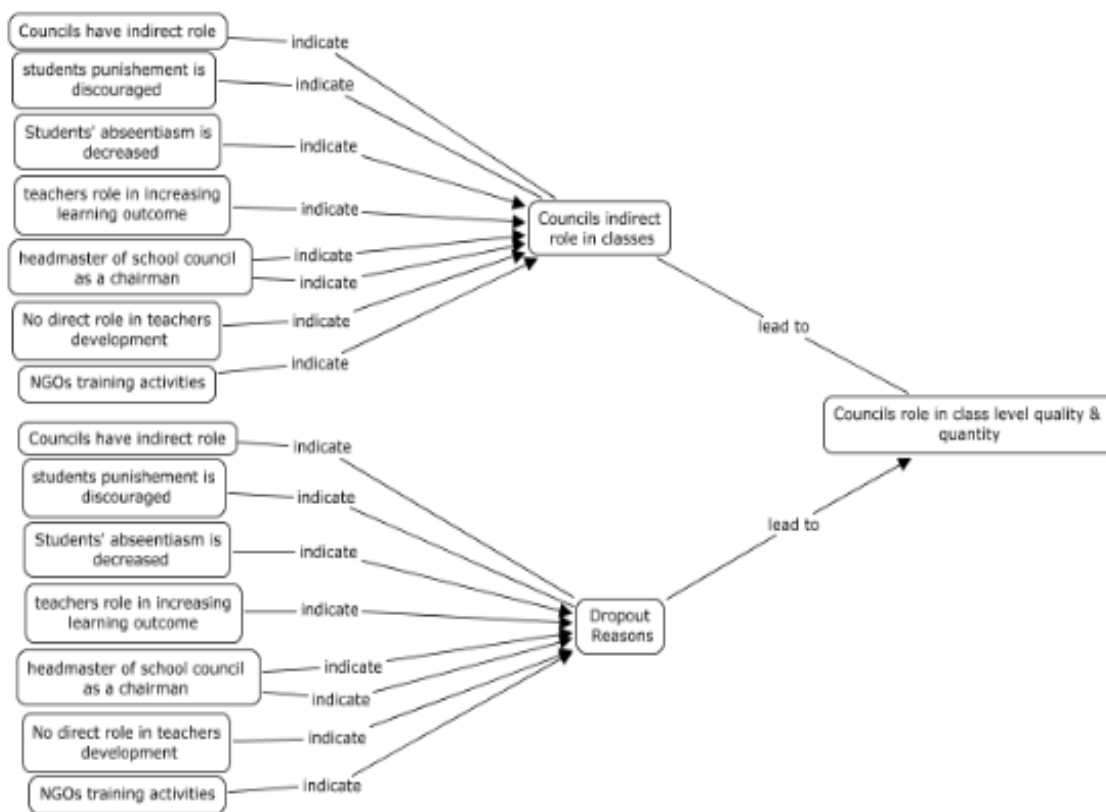 Councils have indirect role
indicate
students punishement is
discouraged
indicate
Students' abseentiasm is
decreased
indicate
teachers role in increasing
learning outcome
indicate
headmaster of school council
as a chairman
indicate
indicate
No direct role in teachers
development
indicate
NGOs training activities
indicate
Councils indirect
role in classes
lead to
Councils role in class level quality &
quantity
Councils have indirect role
indicate
students punishement is
discouraged
indicate
Students' abseentiasm is
decreased
indicate
teachers role in increasing
learning outcome
indicate
headmaster of school council
as a chairman
indicate
indicate
No direct role in teachers
development
indicate
NGOs training activities
indicate
Dropout
Reasons
lead to